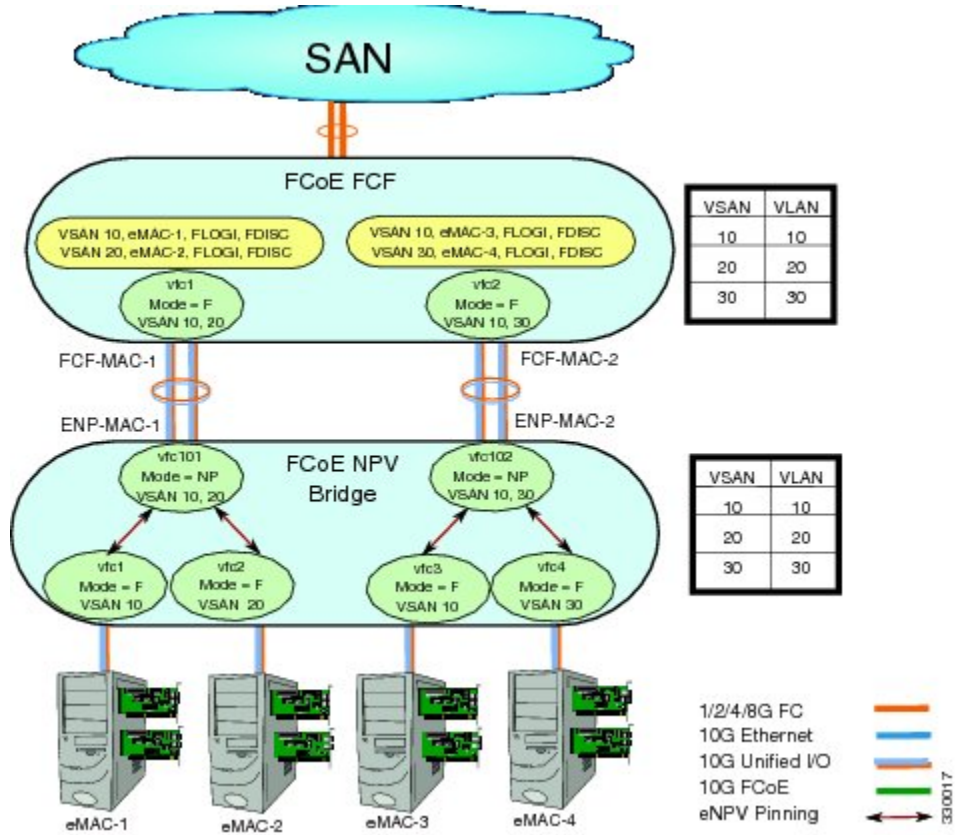 SAN
FCoE FCF
VSAN 10, eMAC-1, FLOGI, FDISC
VSAN 20, eMAC-2, FLOGI, FDISC
VSAN 10, eMAC-3, FLOGI, FDISC
VSAN 30, eMAC-4, FLOGI, FDISC
vfc1
Mode = F
VSAN 10, 20
vfc2
Mode = F
VSAN 10, 30
VSAN VLAN
10 10
20 20
30 30
FCF-MAC-1
FCF-MAC-2
ENP-MAC-1
ENP-MAC-2
FCoE NPV
Bridge
vfc101
Mode = NP
VSAN 10, 20
vfc102
Mode = NP
VSAN 10, 30
vfc1
Mode = F
VSAN 10
vfc2
Mode = F
VSAN 20
vfc3
Mode = F
VSAN 10
vfc4
Mode = F
VSAN 30
VSAN VLAN
10 10
20 20
30 30
eMAC-1
eMAC-2
eMAC-3
eMAC-4
1/2/4/8G FC
10G Ethernet
10G Unified I/O
10G FCoE
eNPV Pinning
330017